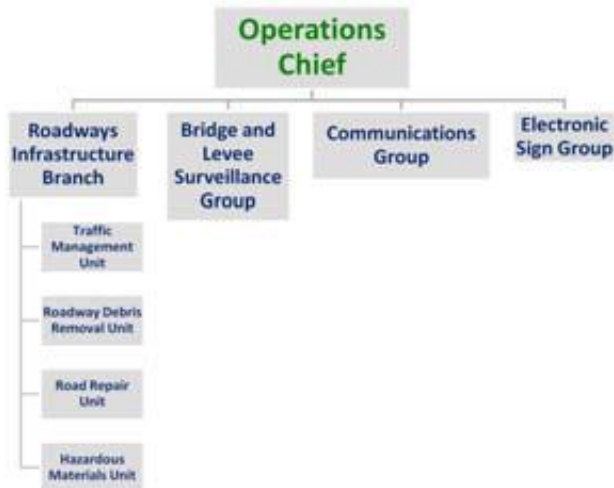 Operations
Chief
Roadways
Infrastructure
Branch
Bridge and
Levee
Surveillance
Group
Communications
Group
Electronic
Sign Group
Traffic
Management
Unit
Roadway Debris
Removal Unit
Road Repair
Unit
Hazardous
Materials Unit